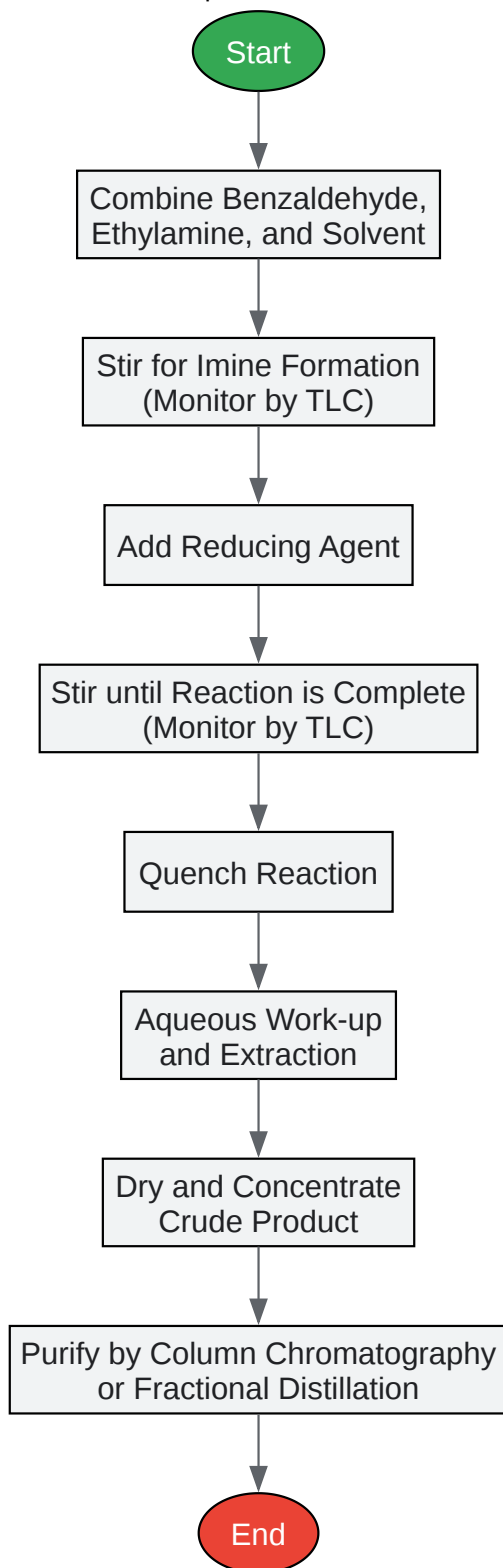 Start
Combine Benzaldehyde,
Ethylamine, and Solvent
Stir for Imine Formation
(Monitor by TLC)
Add Reducing Agent
Stir until Reaction is Complete
(Monitor by TLC)
Quench Reaction
Aqueous Work-up
and Extraction
Dry and Concentrate
Crude Product
Purify by Column Chromatography
or Fractional Distillation
End